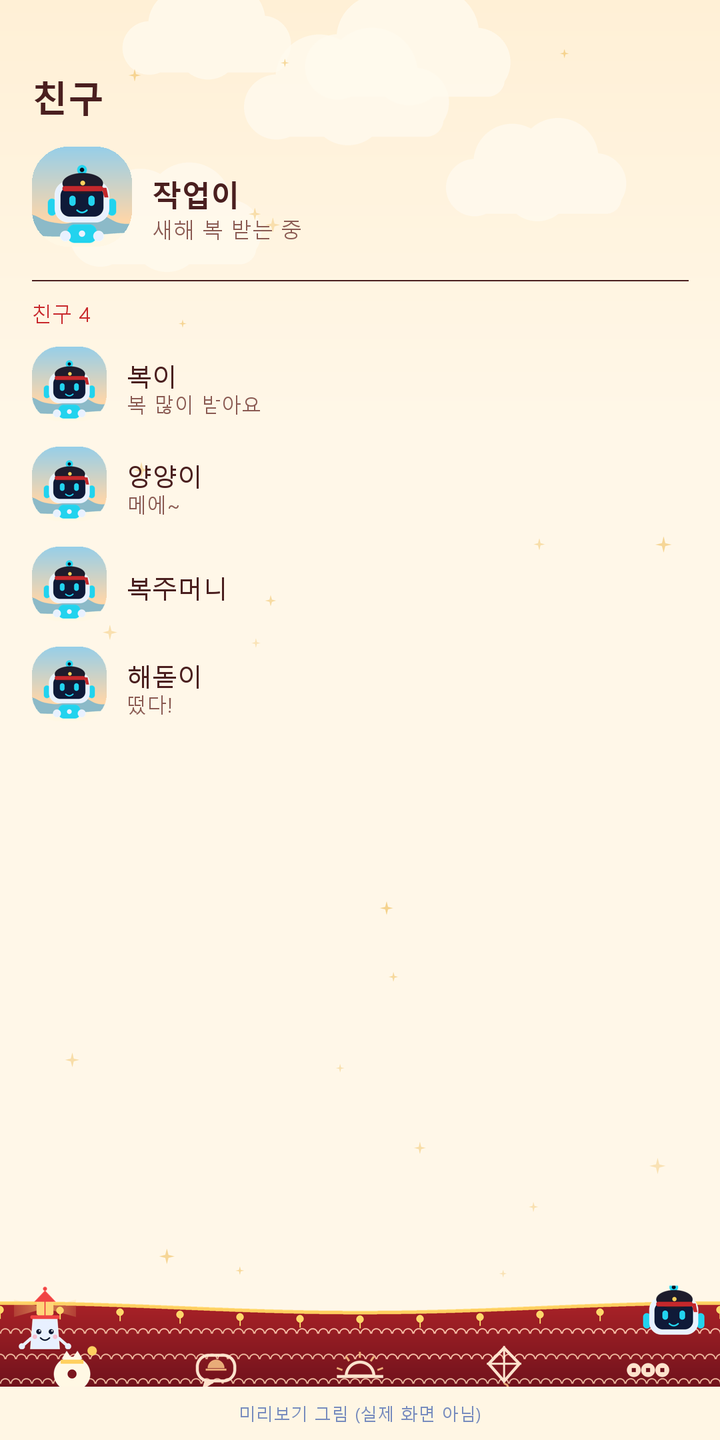 친구
작업이
새해 복 받는 중
친구 4
복이
복 많이 받아요
양양이
메에~
복주머니
해돋이
떴다!
미리보기 그림 (실제 화면 아님)